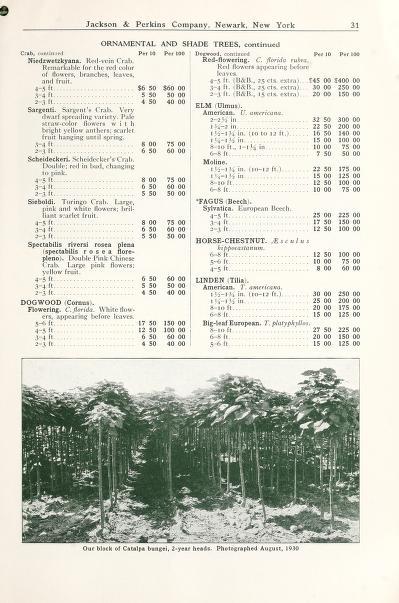 Jackson & Perkins Company, Newark, New York 31
ORNAMENTAL AND SHADE TREES, continued
Crab, continued Per 10 Per 100
Niedzwetzkyana. Red-vein Crab.
Remarkable for the red color
of flowers, branches, leaves,
and fruit.
4-5 ft. $6 50 $60 00
3-4 ft. 5 50 50 00
2-3 ft. 4 50 40 00
Sargenti. Sargent's Crab. Very
dwarf spreading variety. Pale
straw-color flowers with
bright yellow anthers; scarlet
fruit hanging until spring.
3-4 ft. 8 00 75 00
2-3 ft. 6 50 60 00
Scheideckeri. Scheidecker's Crab.
Double; red in bud, changing
to pink.
4-5 ft. 8 00 75 00
3-4 ft. 6 50 60 00
2-3 ft. 5 50 50 00
Sieboldi. Toringo Crab. Large,
pink and white flowers; bril-
liant scarlet fruit.
4-5 ft. 8 00 75 00
3-4 ft. 6 50 60 00
2-3 ft. 5 50 50 00
Spectabilis riversi rosea plena
(spectabilis rosea flore-
pleno). Double Pink Chinese
Crab. Large pink flowers;
yellow fruit.
4-5 ft. 6 50 60 00
3-4 ft. 5 50 50 00
2-3 ft. 4 50 40 00
DOGWOOD (Cornus).
Flowering. C. florida. White flow-
ers, appearing before leaves.
5-6 ft. 17 50 150 00
4-5 ft. 12 50 100 00
3-4 ft. 6 50 60 00
2-3 ft. 4 50 40 00
Dogwood, continued Per 10 Per 100
Red-flowering. C. florida rubra.
Red flowers appearing before
leaves.
4-5 ft. (B&B., 25 cts. extra) $45 00 $400 00
3-4 ft. (B&B., 25 cts. extra) 30 00 250 00
2-3 ft. (B&B., 15 cts. extra) 20 00 150 00
ELM (Ulmus).
American. U. americana.
2-2½ in 32 50 300 00
1¾-2 in 22 50 200 00
1½-1¾ in. (10 to 12 ft.) 16 50 140 00
1¼-1½ in 15 00 100 00
8-10 ft., 1-1¼ in 10 00 75 00
6-8 ft. 7 50 50 00
Moline.
1½-1¾ in. (10-12 ft.) 22 50 175 00
1¼-1½ in 15 00 125 00
8-10 ft. 12 50 100 00
6-8 ft. 10 00 75 00
*FAGUS (Beech).
Sylvatica. European Beech.
4-5 ft. 25 00 225 00
3-4 ft. 17 50 150 00
2-3 ft. 12 50 100 00
HORSE-CHESTNUT. Æsculus
hippocastanum.
6-8 ft. 12 50 100 00
5-6 ft. 10 00 75 00
4-5 ft. 8 00 60 00
LINDEN (Tilia).
American. T. americana.
1½-1¾ in. (10-12 ft.) 30 00 250 00
1¼-1½ in 25 00 200 00
8-10 ft. 20 00 175 00
6-8 ft. 15 00 125 00
Big-leaf European. T. platyphyllos.
8-10 ft. 27 50 225 00
6-8 ft. 20 00 150 00
5-6 ft. 15 00 125 00
Our block of Catalpa bungei, 2-year heads. Photographed August, 1930